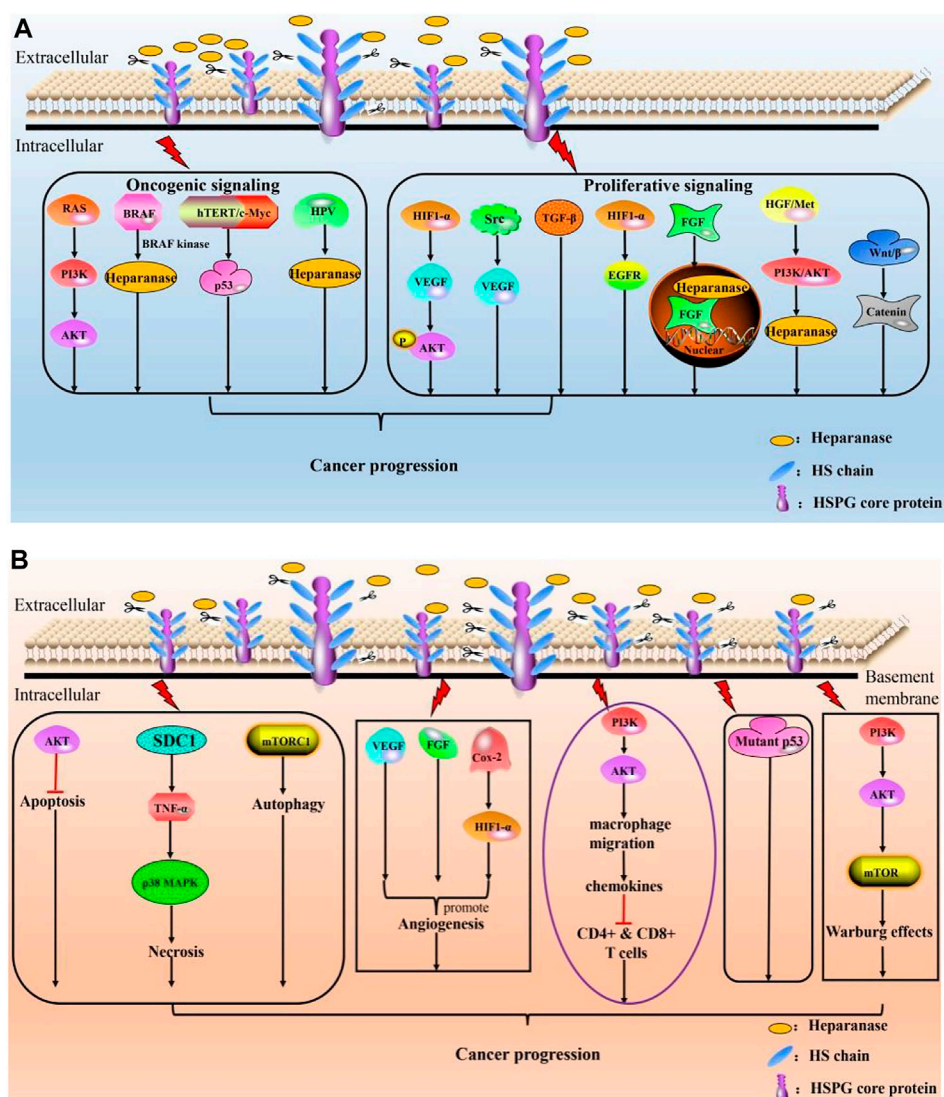 A
Extracellular
Intracellular
Oncogenic signaling
RAS
BRAF
hTERT/c-Myc
HPV
BRAF kinase
PI3K
Heparanase
p53
Heparanase
AKT
Proliferative signaling
HIF1-α
Src
TGF-β
HIF1-α
FGF
HGF/Met
Wnt/β
VEGF
VEGF
EGFR
Heparanase
FGF
Nuclear
PI3K/AKT
Catenin
P
AKT
Heparanase
Cancer progression
: Heparanase
: HS chain
: HSPG core protein
B
Extracellular
Intracellular
Basement
membrane
AKT
SDC1
mTORC1
Apoptosis
TNF-α
Autophagy
p38 MAPK
Necrosis
VEGF
FGF
Cox-2
HIF1-α
promote
Angiogenesis
PI3K
AKT
macrophage
migration
chemokines
CD4+ & CD8+
T cells
Mutant p53
PI3K
AKT
mTOR
Warburg effects
Cancer progression
: Heparanase
: HS chain
: HSPG core protein